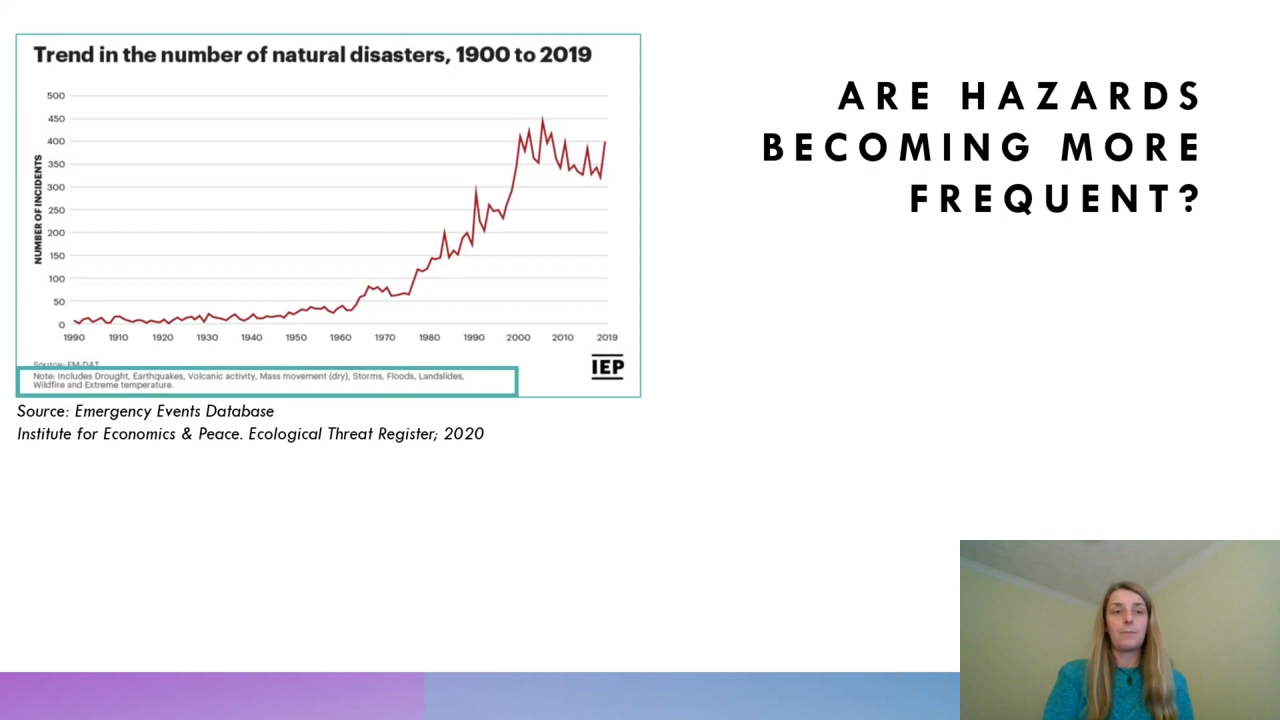 Trend in the number of natural disasters, 1900 to 2019
NUMBER OF INCIDENTS
500
450
400
350
300
250
200
150
100
50
0
1990 1910 1920 1930 1940 1950 1960 1970 1980 1990 2000 2010 2019
Source: EM-DAT
Note: Includes Drought, Earthquakes, Volcanic activity, Mass movement (dry), Storms, Floods, Landslides,
Wildfire and Extreme temperature.
IEP
Source: Emergency Events Database
Institute for Economics & Peace. Ecological Threat Register; 2020
ARE HAZARDS
BECOMING MORE
FREQUENT?